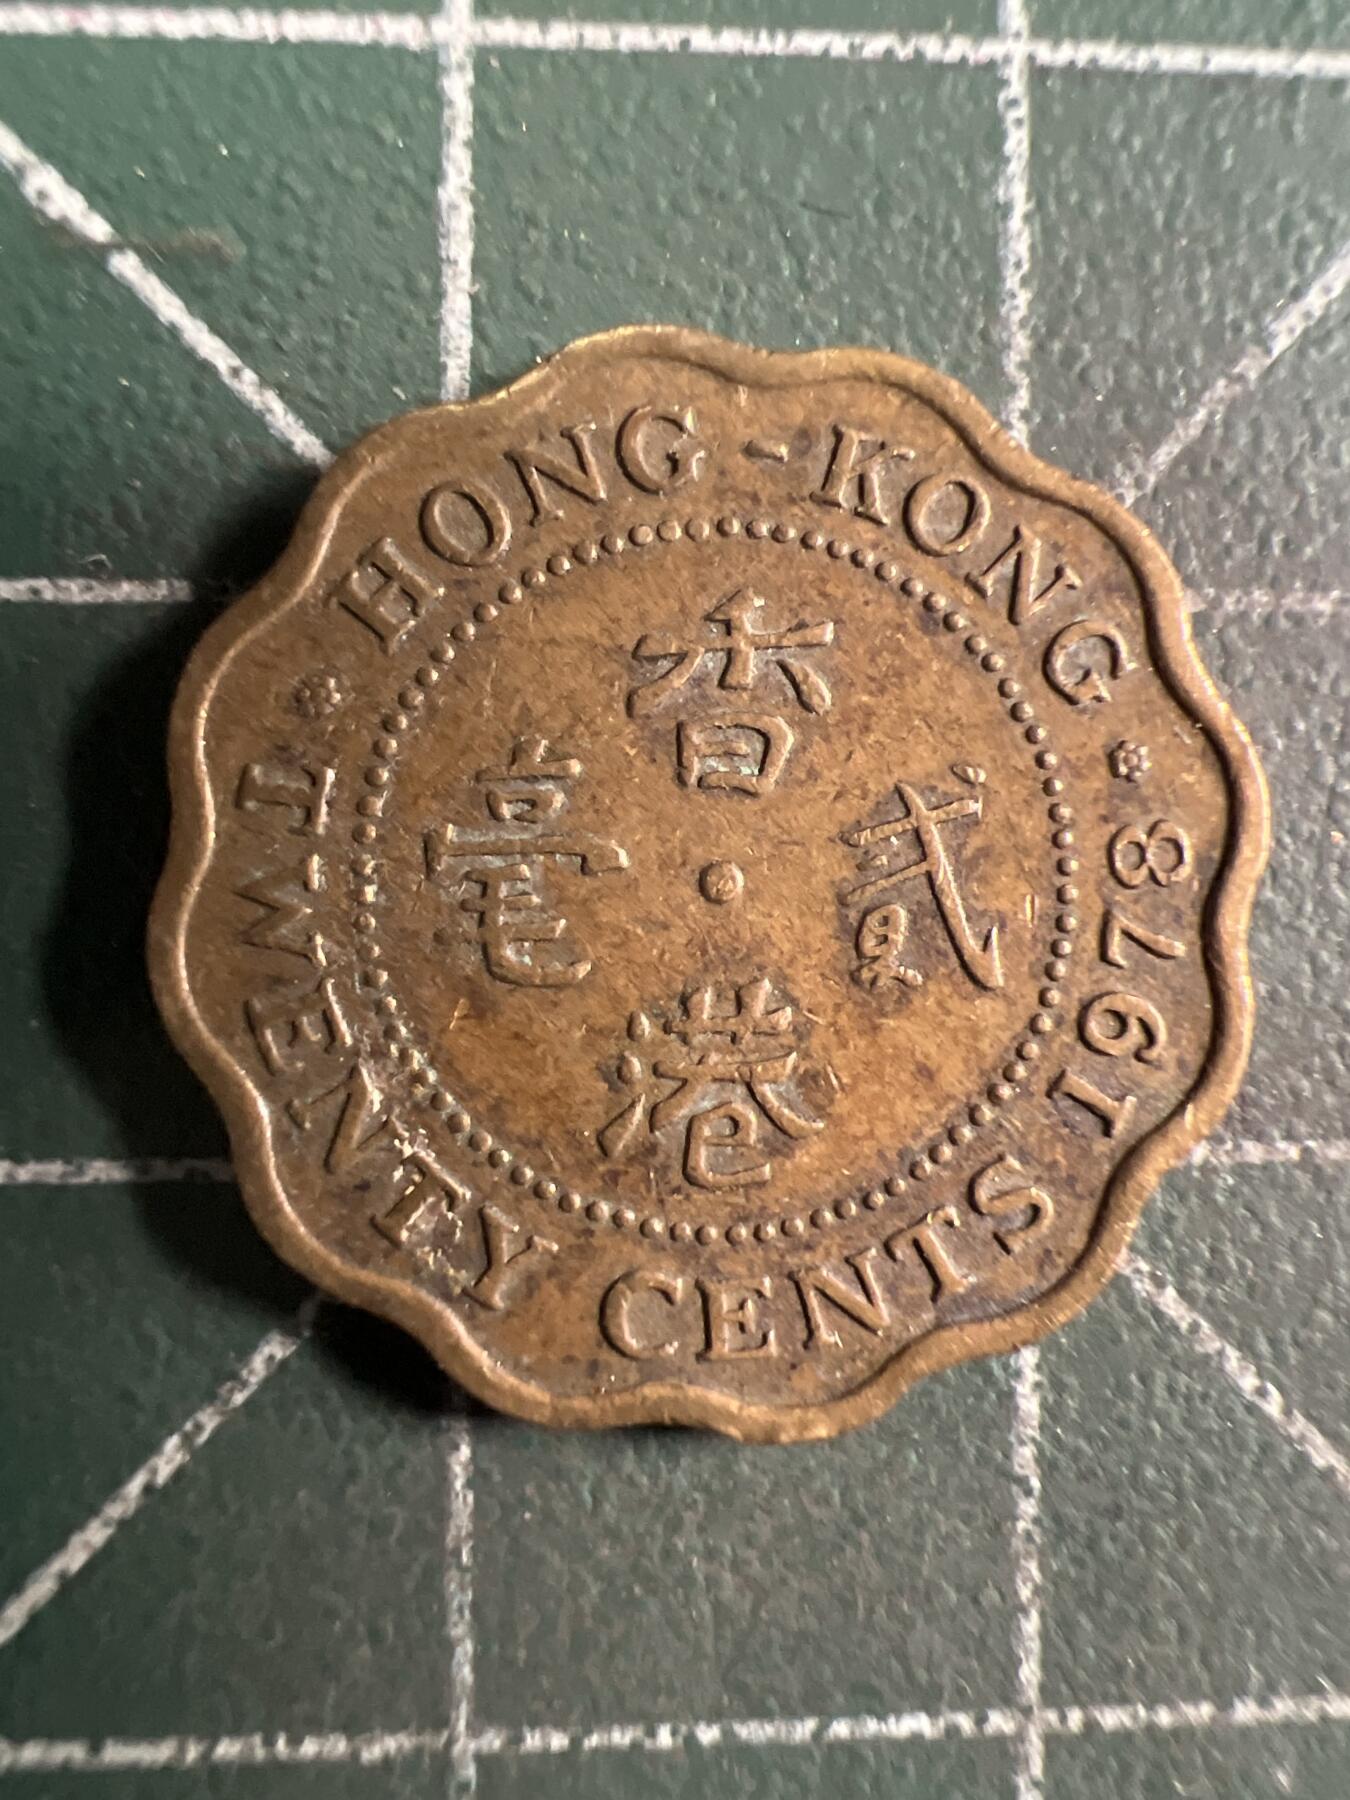 HONG-KONG
香港
貳毫
TWENTY CENTS
1978